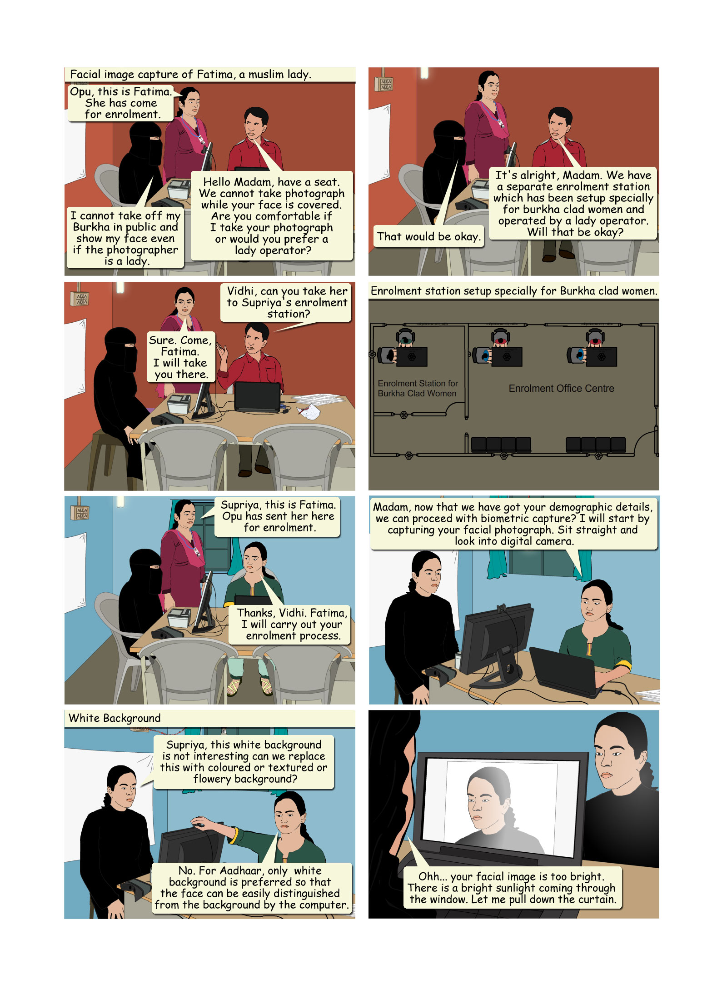 Facial image capture of Fatima, a muslim lady.
Opu, this is Fatima.
She has come
for enrolment.
Hello Madam, have a seat.
We cannot take photograph
while your face is covered.
Are you comfortable if
I take your photograph
or would you prefer a
lady operator?
I cannot take off my
Burkha in public and
show my face even
if the photographer
is a lady.
It's alright, Madam. We have
a separate enrolment station
which has been setup specially
for burkha clad women and
operated by a lady operator.
Will that be okay?
That would be okay.
Vidhi, can you take her
to Supriya's enrolment
station?
Sure. Come,
Fatima.
I will take
you there.
Enrolment station setup specially for Burkha clad women.
Enrolment Station for
Burkha Clad Women
Enrolment Office Centre
Supriya, this is Fatima.
Opu has sent her here
for enrolment.
Thanks, Vidhi. Fatima,
I will carry out your
enrolment process.
Madam, now that we have got your demographic details,
we can proceed with biometric capture? I will start by
capturing your facial photograph. Sit straight and
look into digital camera.
White Background
Supriya, this white background
is not interesting can we replace
this with coloured or textured or
flowery background?
No. For Aadhaar, only white
background is preferred so that
the face can be easily distinguished
from the background by the computer.
Ohh... your facial image is too bright.
There is a bright sunlight coming through
the window. Let me pull down the curtain.